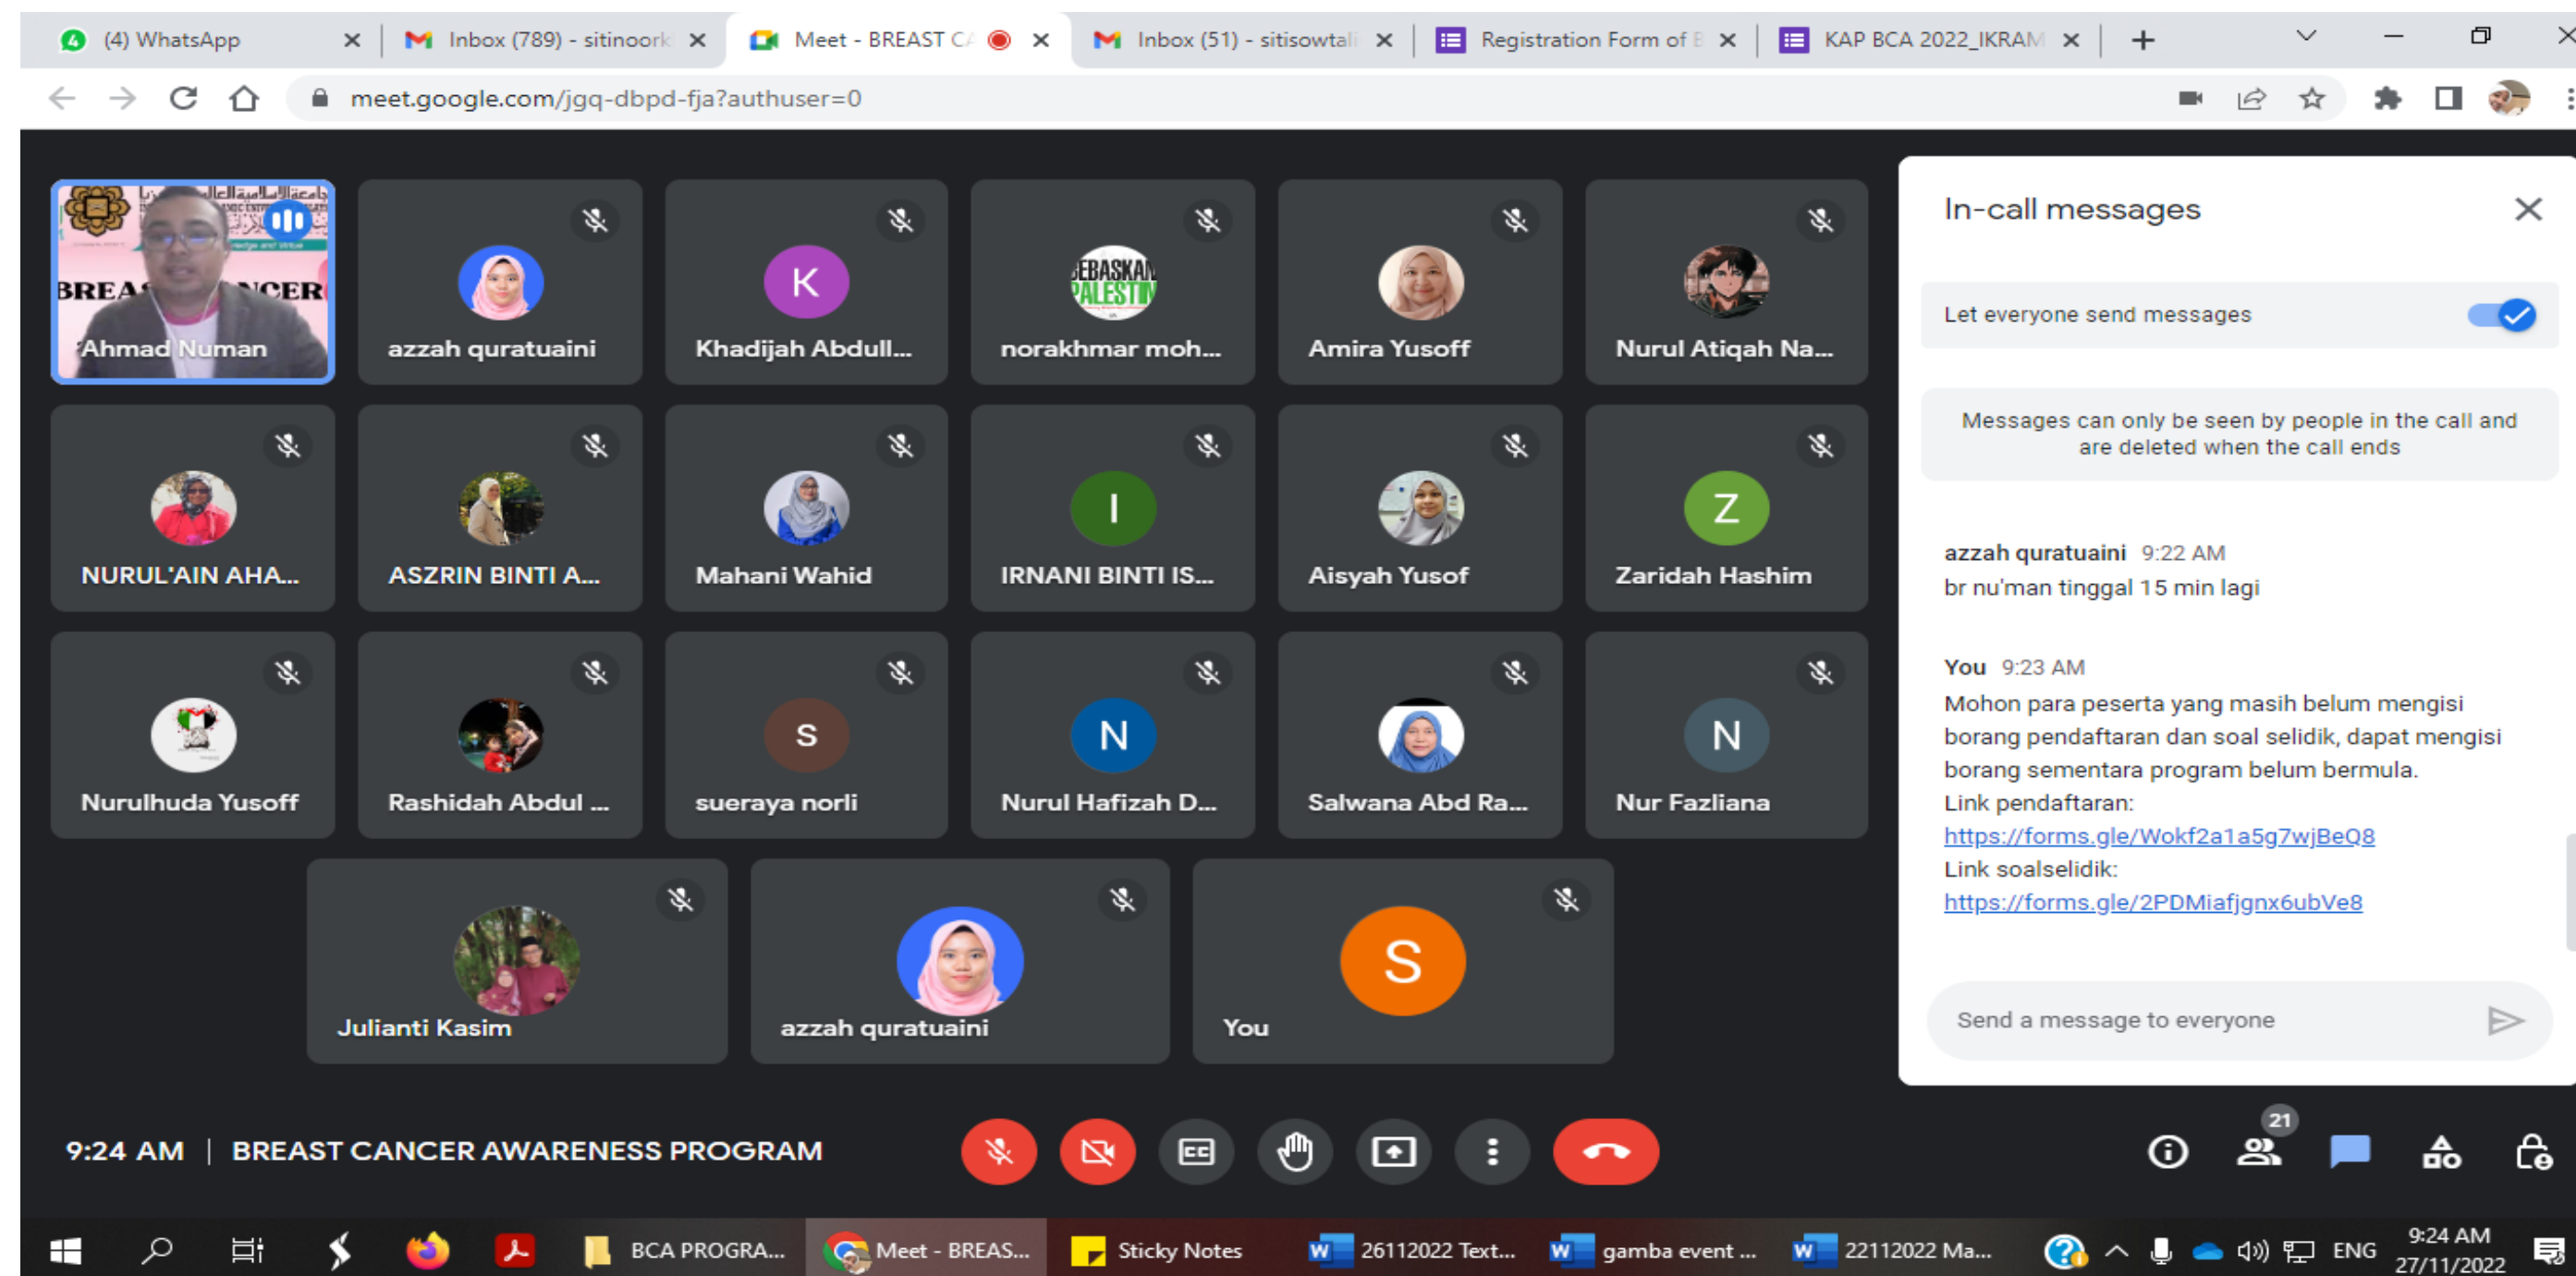 (4) WhatsApp
Inbox (789) - sitinoork
Meet - BREAST CA
Inbox (51) - sitisowtali
Registration Form of B
KAP BCA 2022_IKRAM
meet.google.com/jgq-dbpd-fja?authuser=0
BREAST CANCER
Ahmad Numan
azzah quratuaini
K
Khadijah Abdull...
EBASKAN
PALESTIN
norakhmar moh...
Amira Yusoff
Nurul Atiqah Na...
NURUL'AIN AHA...
ASZRIN BINTI A...
Mahani Wahid
I
IRNANI BINTI IS...
Aisyah Yusof
Z
Zaridah Hashim
Nurulhuda Yusoff
Rashidah Abdul ...
S
sueraya norli
N
Nurul Hafizah D...
Salwana Abd Ra...
N
Nur Fazliana
Julianti Kasim
azzah quratuaini
S
You
In-call messages
Let everyone send messages
Messages can only be seen by people in the call and
are deleted when the call ends
azzah quratuaini 9:22 AM
br nu'man tinggal 15 min lagi
You 9:23 AM
Mohon para peserta yang masih belum mengisi
borang pendaftaran dan soal selidik, dapat mengisi
borang sementara program belum bermula.
Link pendaftaran:
https://forms.gle/Wokf2a1a5g7wjBeQ8
Link soalselidik:
https://forms.gle/2PDMiafjgnx6ubVe8
Send a message to everyone
9:24 AM | BREAST CANCER AWARENESS PROGRAM
CC
21
BCA PROGRA...
Meet - BREAS...
Sticky Notes
26112022 Text...
gamba event ...
22112022 Ma...
ENG
9:24 AM
27/11/2022